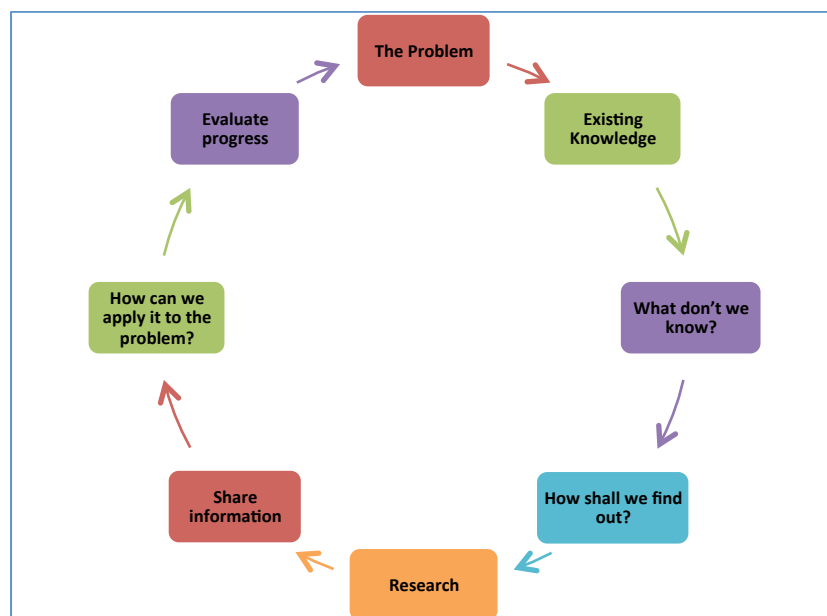 The Problem
Existing
Knowledge
What don’t we
know?
How shall we find
out?
Research
Share
information
How can we
apply it to the
problem?
Evaluate
progress